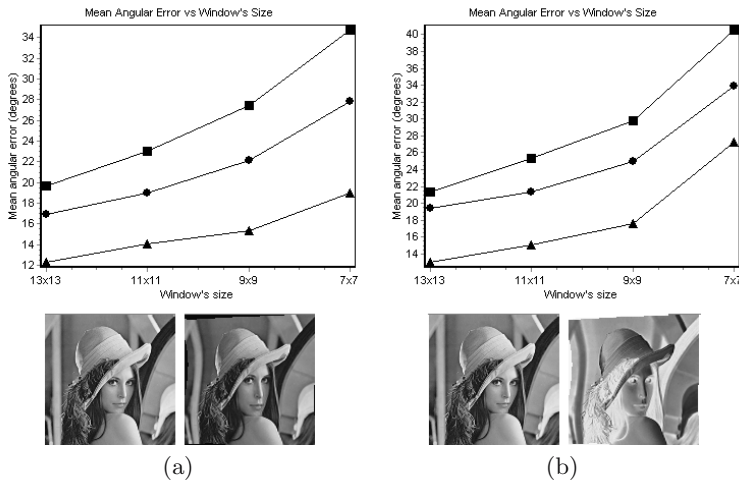 Mean Angular Error vs Window's Size
Mean angular error (degrees)
34
32
30
28
26
24
22
20
18
16
14
12
13x13 11x11 9x9 7x7
Window's size
(a)
Mean Angular Error vs Window's Size
Mean angular error (degrees)
40
38
36
34
32
30
28
26
24
22
20
18
16
14
13x13 11x11 9x9 7x7
Window's size
(b)